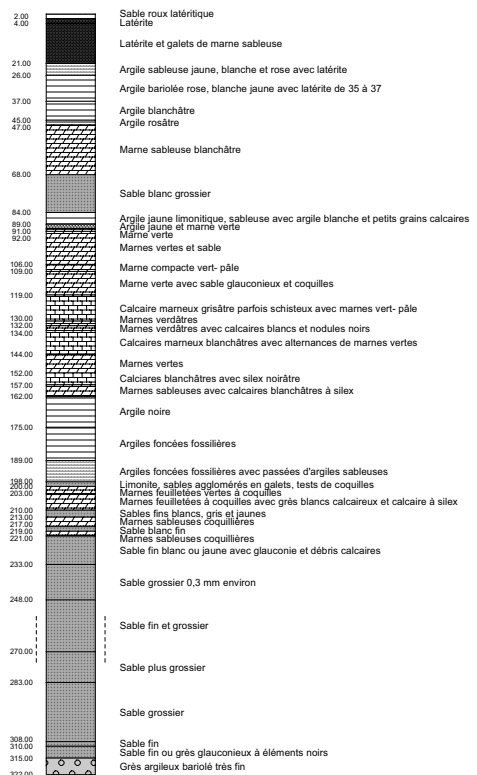 Sable roux latéritique
2.00
Latérite
4.00
Latérite et galets de marne sableuse
21.00
Argile sableuse jaune, blanche et rose avec latérite
26.00
Argile bariolée rose, blanche jaune avec latérite de 35 à 37
37.00
Argile blanchâtre
45.00
Argile rosâtre
47.00
Marne sableuse blanchâtre
68.00
Sable blanc grossier
84.00
Argile jaune limonitique, sableuse avec argile blanche et petits grains calcaires
89.00
Argile jaune et marne verte
91.00
Marne verte
92.00
Marnes vertes et sable
106.00
Marne compacte vert- pâle
109.00
Marne verte avec sable glauconieux et coquilles
119.00
Calcaire marneux grisâtre parfois schisteux avec marnes vert- pâle
130.00
Marnes verdâtres
132.00
Marnes verdâtres avec calcaires blancs et nodules noirs
134.00
Calcaires marneux blanchâtres avec alternances de marnes vertes
144.00
Marnes vertes
152.00
Calciares blanchâtres avec silex noirâtre
157.00
Marnes sableuses avec calcaires blanchâtres à silex
162.00
Argile noire
175.00
Argiles foncées fossilières
189.00
Argiles foncées fossilières avec passées d'argiles sableuses
198.00
Limonite, sables agglomérés en galets, tests de coquilles
200.00
Marnes feuilletées vertes à coquilles
203.00
Marnes feuilletées à coquilles avec grès blancs calcaireux et calcaire à silex
210.00
Sables fins blancs, gris et jaunes
213.00
Marnes sableuses coquillières
217.00
Sable blanc fin
219.00
Marnes sableuses coquillières
221.00
Sable fin blanc ou jaune avec glauconie et débris calcaires
233.00
Sable grossier 0,3 mm environ
248.00
Sable fin et grossier
270.00
Sable plus grossier
283.00
Sable grossier
308.00
Sable fin
310.00
Sable fin ou grès glauconieux à éléments noirs
315.00
Grès argileux bariolé très fin
322.00